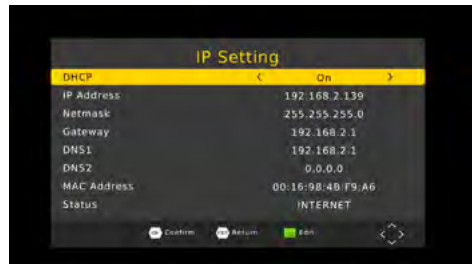 IP Setting
DHCP < On >
IP Address 192.168.2.139
Netmask 255.255.255.0
Gateway 192.168.2.1
DNS1 192.168.2.1
DNS2 0.0.0.0
MAC Address 00:16:98:4B:F9:A6
Status INTERNET
Confirm Return Edit